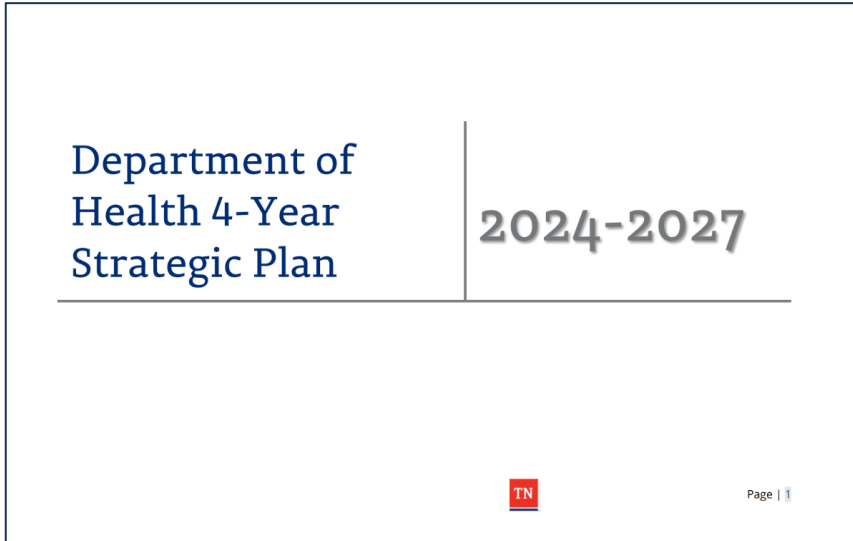 Department of
Health 4-Year
Strategic Plan
2024-2027
TN
Page | 1